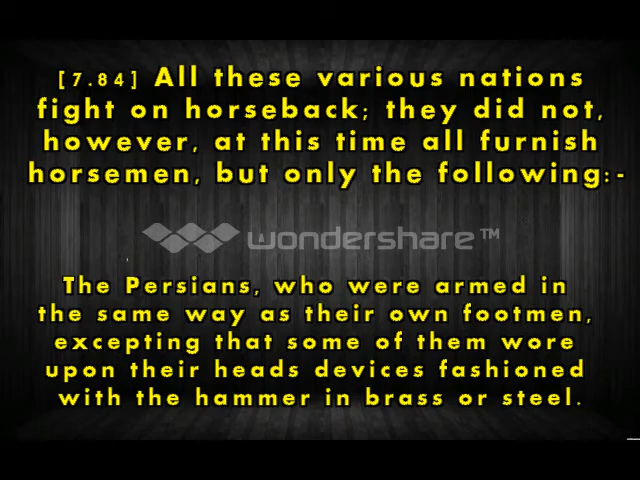 [7.84] All these various nations
fight on horseback; they did not,
however, at this time all furnish
horsemen, but only the following:-
wondershare™
The Persians, who were armed in
the same way as their own footmen,
excepting that some of them wore
upon their heads devices fashioned
with the hammer in brass or steel.